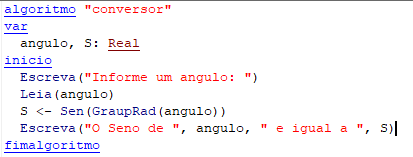 algoritmo "conversor"
var
angulo, S: Real
inicio
Escreva("Informe um angulo: ")
Leia(angulo)
S <- Sen(GraupRad(angulo))
Escreva("O Seno de ", angulo, " e igual a ", S)
fimalgoritmo